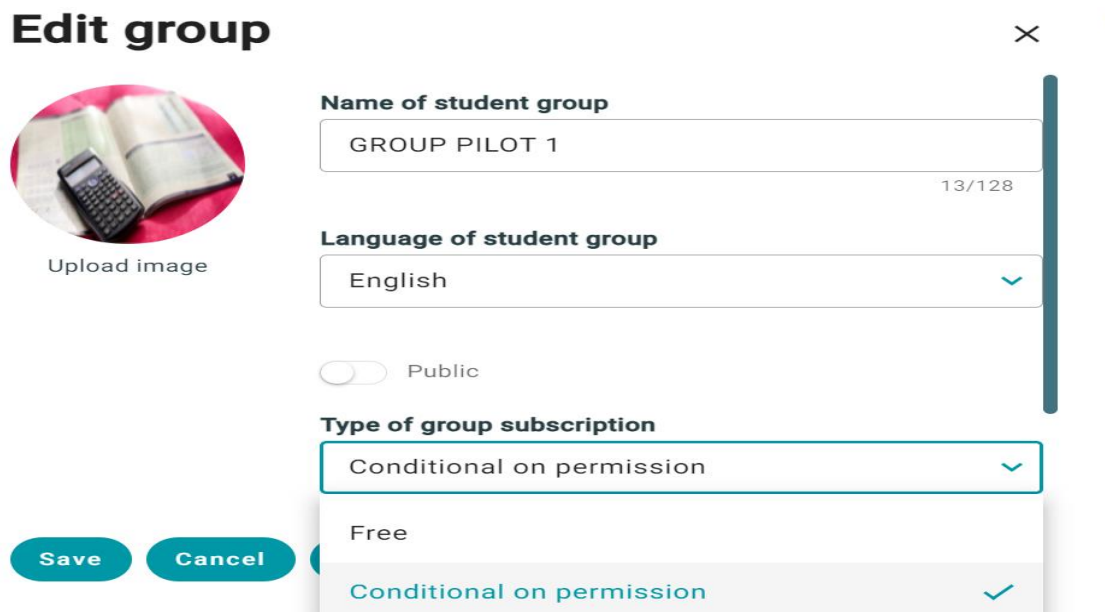 Edit group
Name of student group
GROUP PILOT 1
13/128
Language of student group
Upload image
English
Public
Type of group subscription
Conditional on permission
Free
Save
Cancel
Conditional on permission